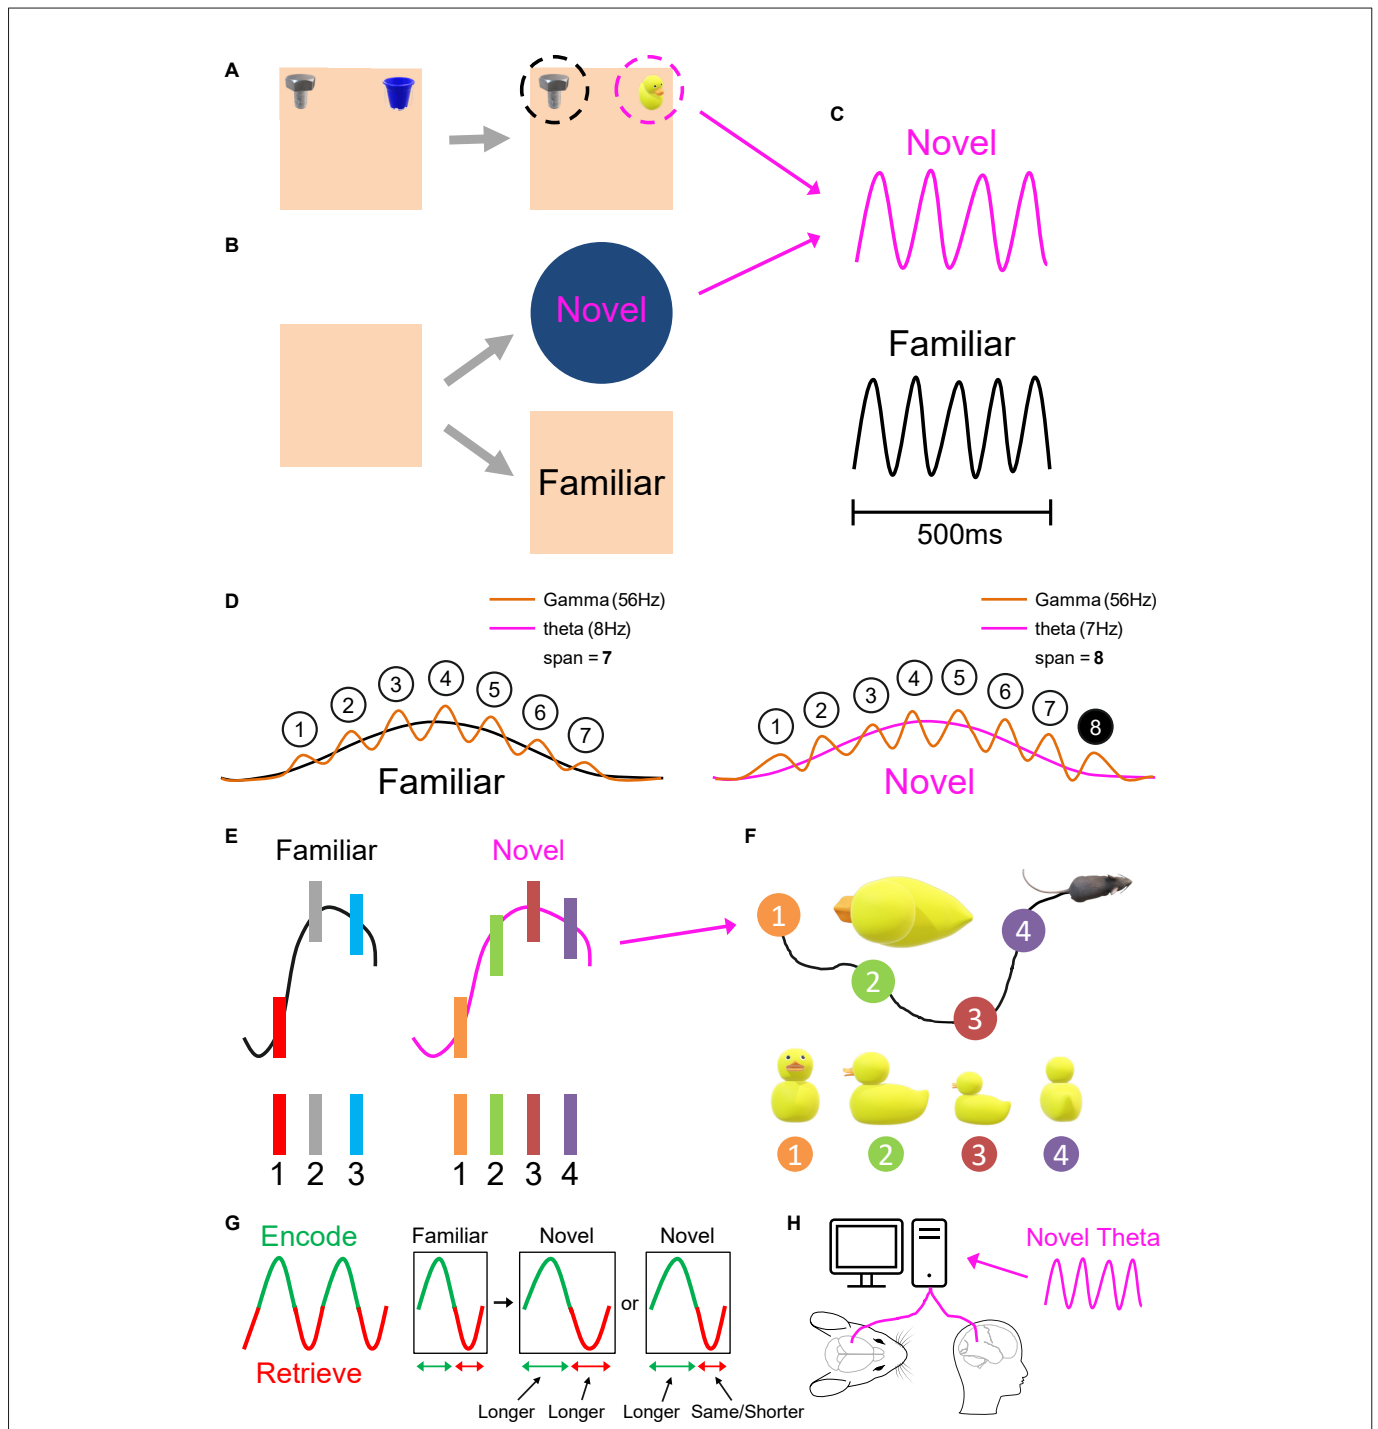 A
B
Novel
Familiar
C
Novel
Familiar
500ms
D
Gamma (56Hz)
theta (8Hz)
span = 7
1
2
3
4
5
6
7
Familiar
Gamma (56Hz)
theta (7Hz)
span = 8
1
2
3
4
5
6
7
8
Novel
E
Familiar
Novel
1 2 3
1 2 3 4
F
1
2
3
4
1 2 3 4
G
Encode
Retrieve
Familiar
Novel
or
Novel
Longer Longer Longer Same/Shorter
H
Novel Theta